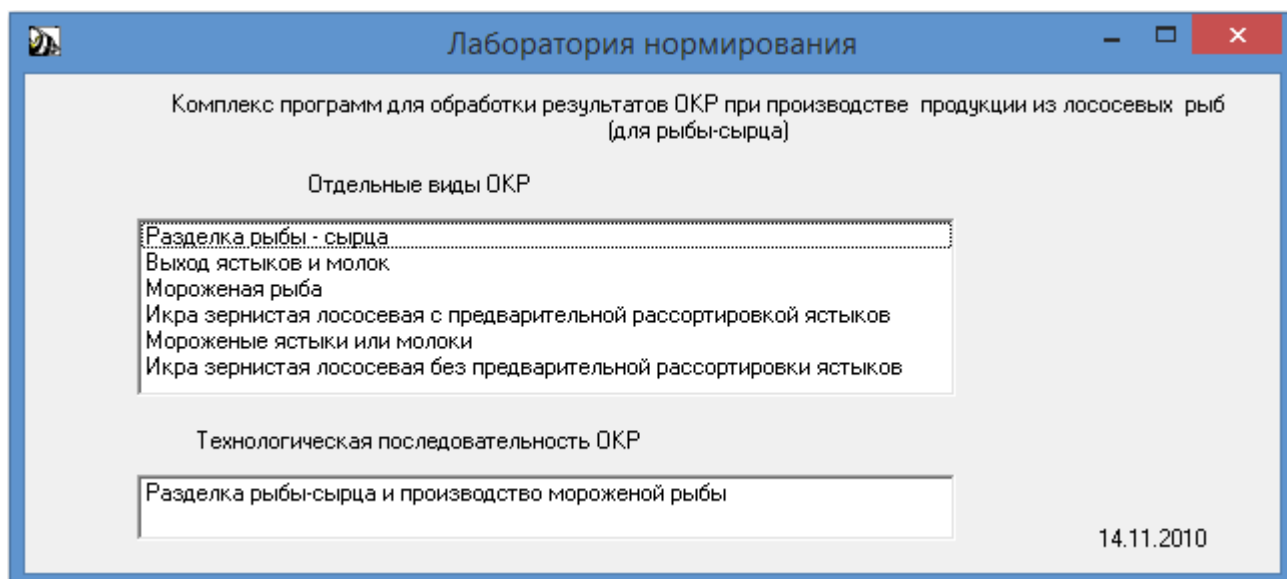 Лаборатория нормирования
Комплекс программ для обработки результатов ОКР при производстве продукции из лососевых рыб
(для рыбы-сырца)
Отдельные виды ОКР
Разделка рыбы - сырца
Выход ястыков и молок
Мороженая рыба
Икра зернистая лососевая с предварительной рассортировкой ястыков
Мороженые ястыки или молоки
Икра зернистая лососевая без предварительной рассортировки ястыков
Технологическая последовательность ОКР
Разделка рыбы-сырца и производство мороженой рыбы
14.11.2010